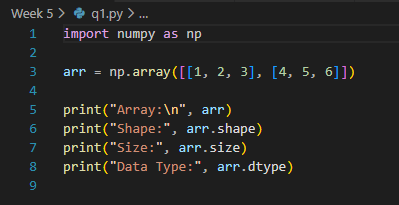 Week 5 > q1.py > ...
1 import numpy as np
2
3 arr = np.array([[1, 2, 3], [4, 5, 6]])
4
5 print("Array:\n", arr)
6 print("Shape:", arr.shape)
7 print("Size:", arr.size)
8 print("Data Type:", arr.dtype)
9